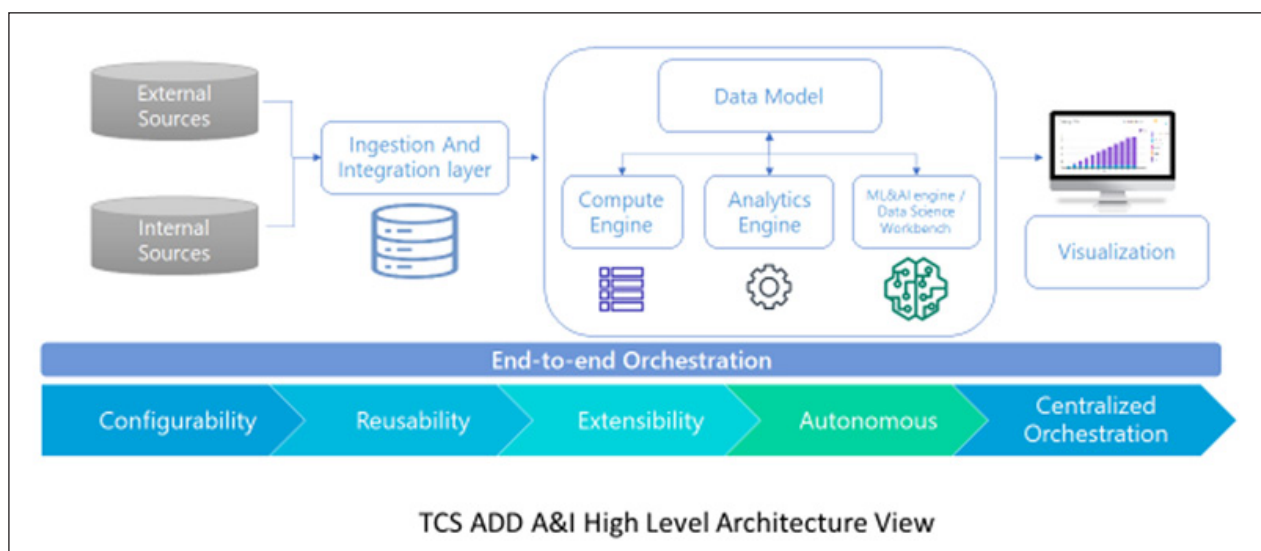 External
Sources
Internal
Sources
Ingestion And
Integration layer
Data Model
Compute
Engine
Analytics
Engine
ML&AI engine /
Data Science
Workbench
Visualization
End-to-end Orchestration
Configurability
Reusability
Extensibility
Autonomous
Centralized
Orchestration
TCS ADD A&I High Level Architecture View